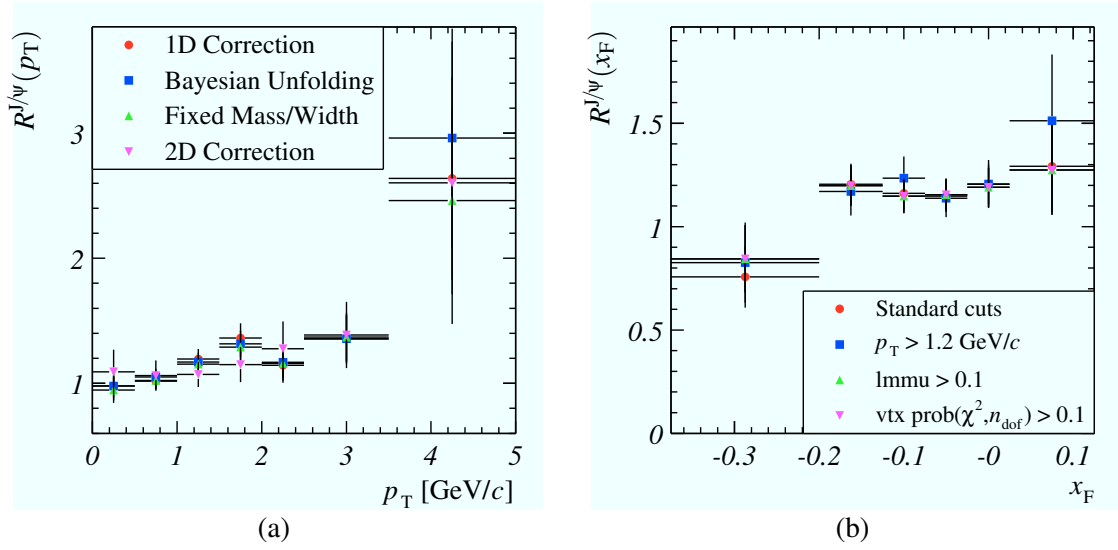 R^{J/ψ}(p_T)
3
2
1
1D Correction
Bayesian Unfolding
Fixed Mass/Width
2D Correction
0 1 2 3 4 5
p_T [GeV/c]
(a)
R^{J/ψ}(x_F)
1.5
1
0.5
0
Standard cuts
p_T > 1.2 GeV/c
lmmu > 0.1
vtx prob(χ²,n_dof) > 0.1
-0.3 -0.2 -0.1 -0 0.1
x_F
(b)